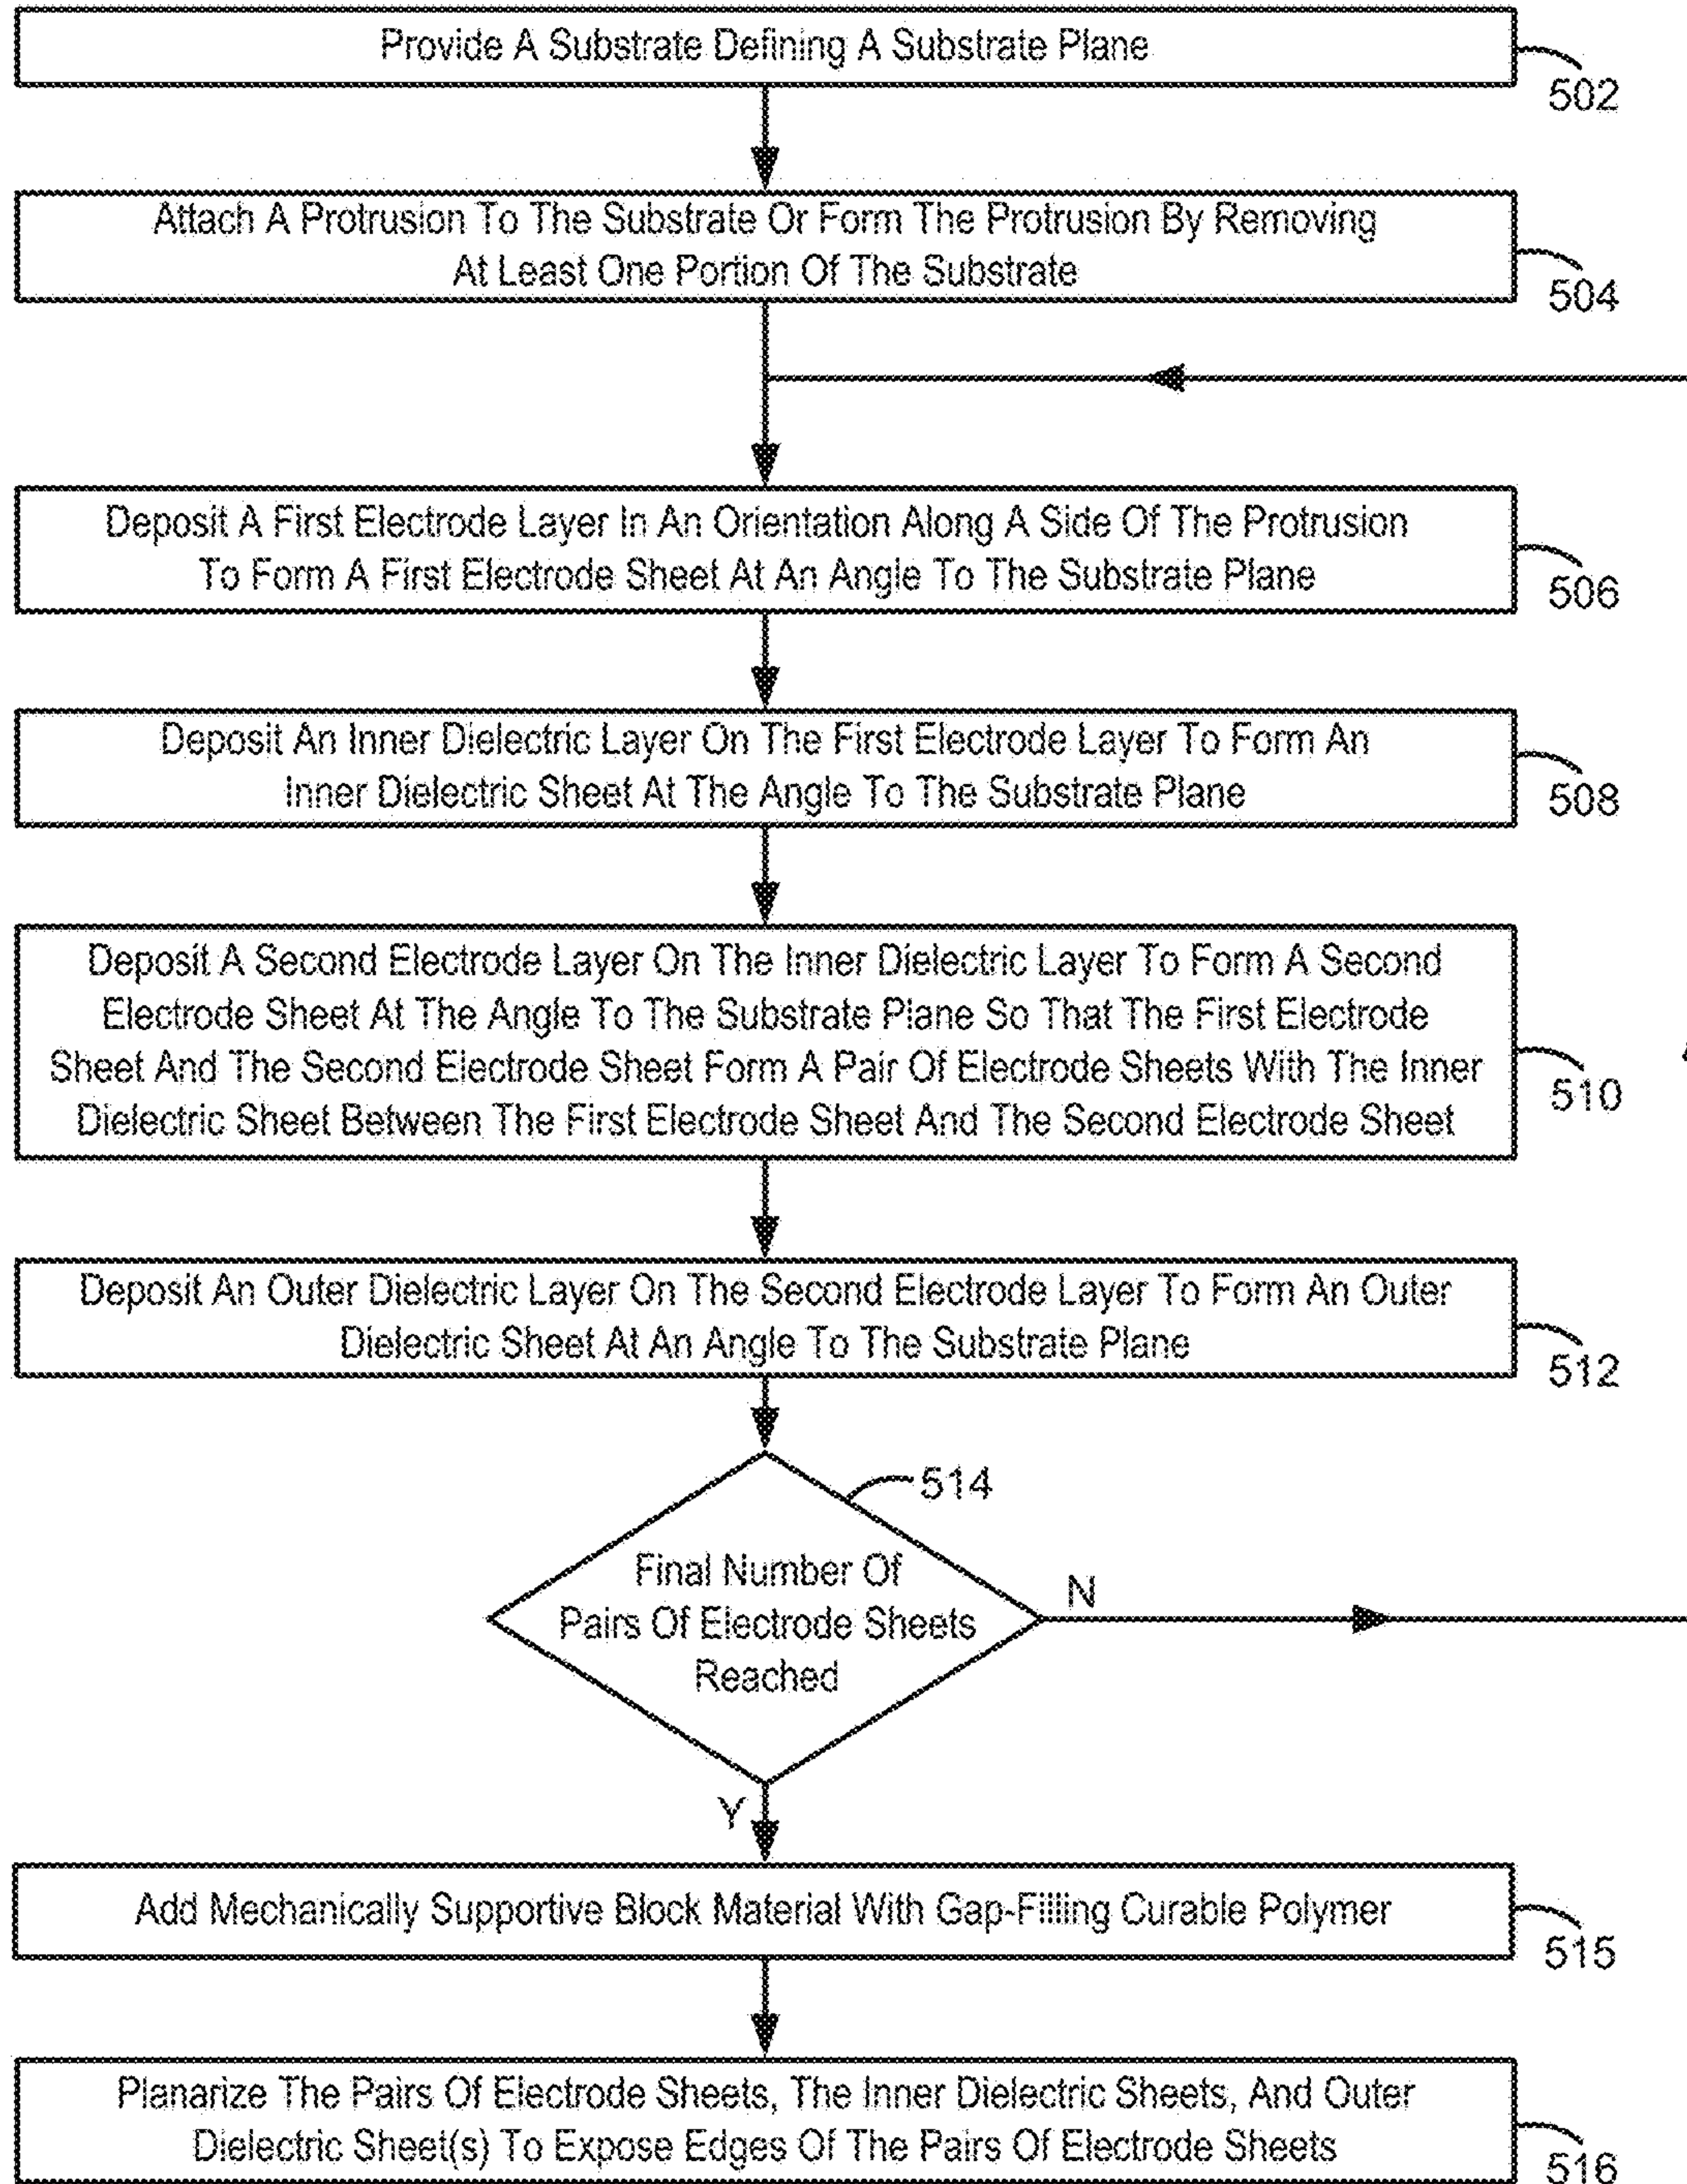 Provide A Substrate Defining A Substrate Plane
502
Attach A Protrusion To The Substrate Or Form The Protrusion By Removing
At Least One Portion Of The Substrate
504
Deposit A First Electrode Layer In An Orientation Along A Side Of The Protrusion
To Form A First Electrode Sheet At An Angle To The Substrate Plane
506
Deposit An Inner Dielectric Layer On The First Electrode Layer To Form An
Inner Dielectric Sheet At The Angle To The Substrate Plane
508
Deposit A Second Electrode Layer On The Inner Dielectric Layer To Form A Second
Electrode Sheet At The Angle To The Substrate Plane So That The First Electrode
Sheet And The Second Electrode Sheet Form A Pair Of Electrode Sheets With The Inner
Dielectric Sheet Between The First Electrode Sheet And The Second Electrode Sheet
510
Deposit An Outer Dielectric Layer On The Second Electrode Layer To Form An Outer
Dielectric Sheet At An Angle To The Substrate Plane
512
514
Final Number Of
Pairs Of Electrode Sheets
Reached
N
Y
Add Mechanically Supportive Block Material With Gap-Filling Curable Polymer
515
Planarize The Pairs Of Electrode Sheets, The Inner Dielectric Sheets, And Outer
Dielectric Sheet(s) To Expose Edges Of The Pairs Of Electrode Sheets
516